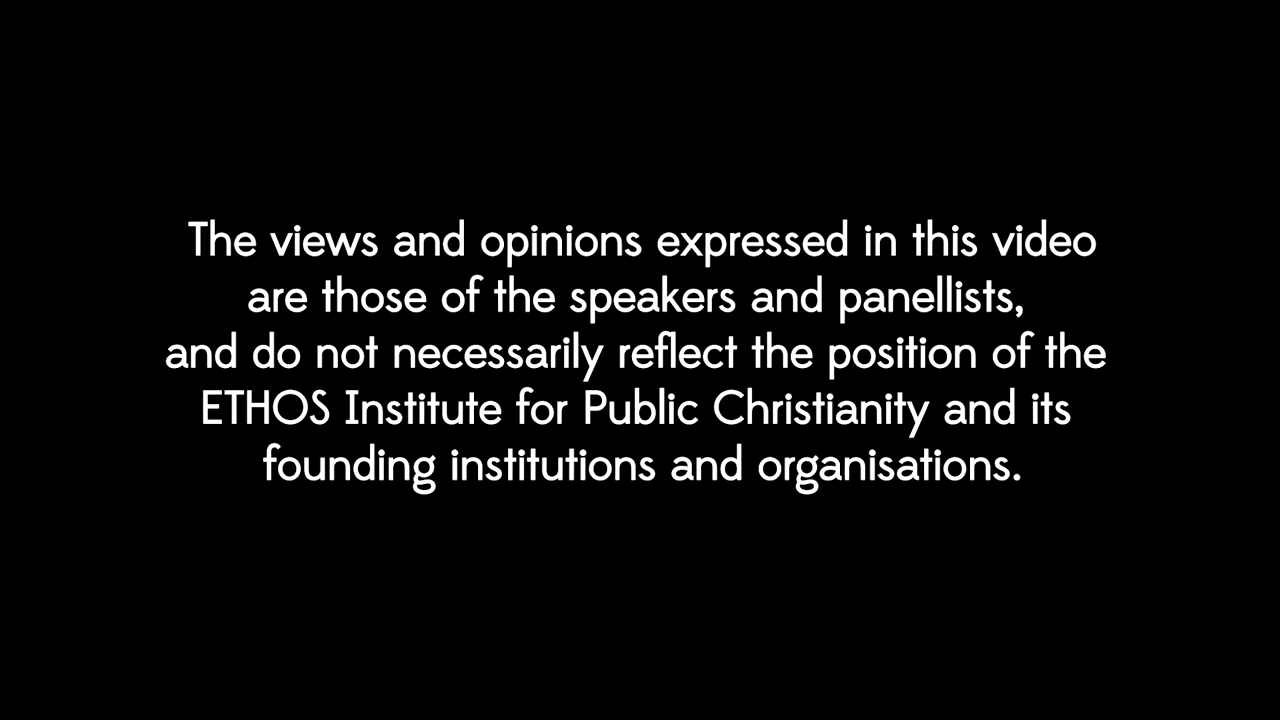 The views and opinions expressed in this video
are those of the speakers and panellists,
and do not necessarily reflect the position of the
ETHOS Institute for Public Christianity and its
founding institutions and organisations.